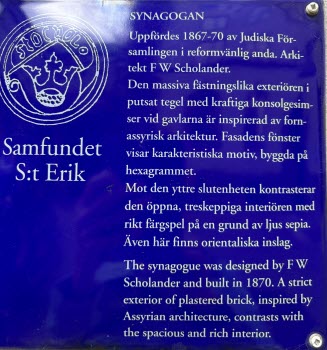 STOCKHOLM
Samfundet
S:t Erik
SYNAGOGAN
Uppfördes 1867-70 av Judiska För-
samlingen i reformvänlig anda. Arki-
tekt F W Scholander.
Den massiva fästningslika exteriören i
putsat tegel med kraftiga konsolgesim-
ser vid gavlarna är inspirerad av forn-
assyrisk arkitektur. Fasadens fönster
visar karakteristiska motiv, byggda på
hexagrammet.
Mot den yttre slutenheten kontrasterar
den öppna, treskeppiga interiören med
rikt färgspel på en grund av ljus sepia.
Även här finns orientaliska inslag.
The synagogue was designed by F W
Scholander and built in 1870. A strict
exterior of plastered brick, inspired by
Assyrian architecture, contrasts with
the spacious and rich interior.